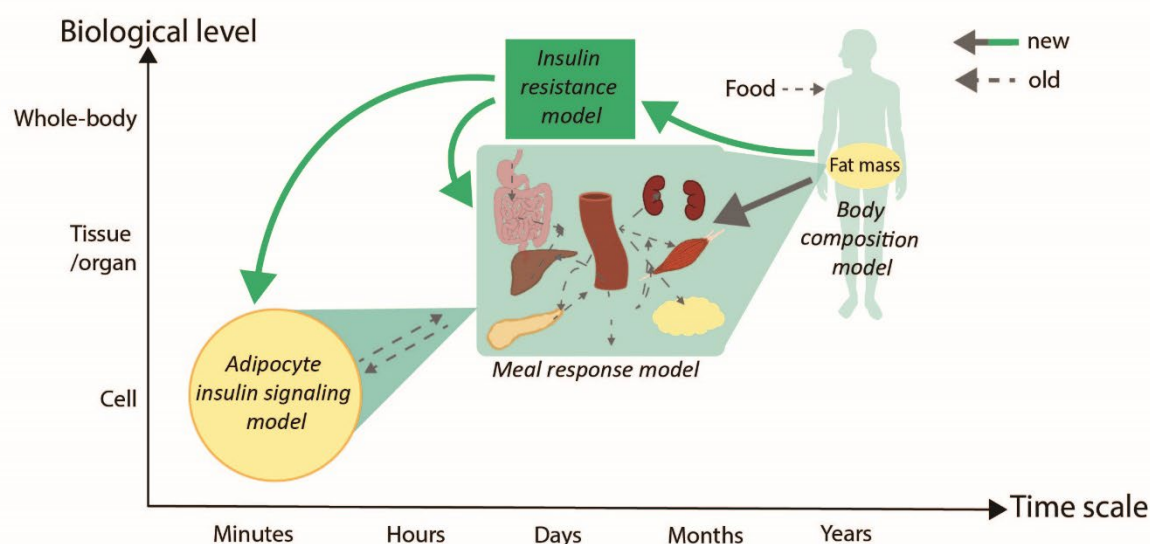 Biological level
Whole-body
Tissue
/organ
Cell
Insulin
resistance
model
Food
new
old
Fat mass
Body
composition
model
Meal response model
Adipocyte
insulin signaling
model
Minutes
Hours
Days
Months
Years
Time scale